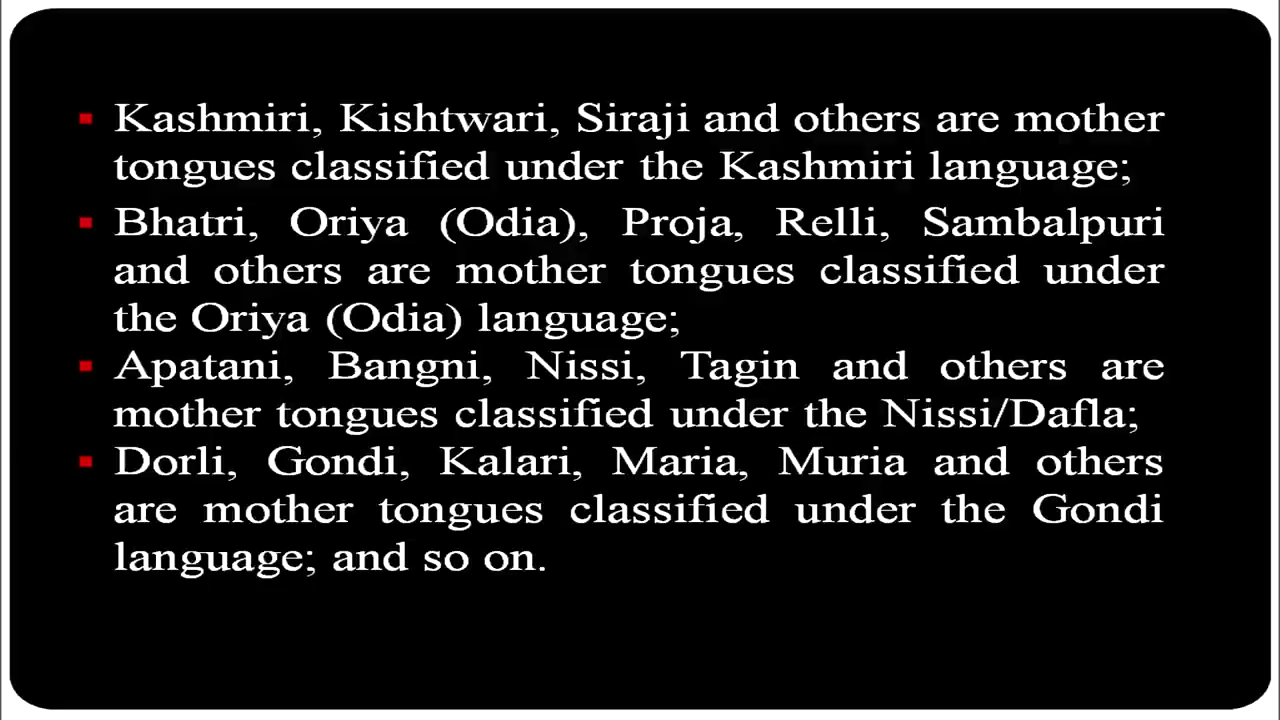 ▪ Kashmiri, Kishtwari, Siraji and others are mother
tongues classified under the Kashmiri language;
▪ Bhatri, Oriya (Odia), Proja, Relli, Sambalpuri
and others are mother tongues classified under
the Oriya (Odia) language;
▪ Apatani, Bangni, Nissi, Tagin and others are
mother tongues classified under the Nissi/Dafla;
▪ Dorli, Gondi, Kalari, Maria, Muria and others
are mother tongues classified under the Gondi
language; and so on.